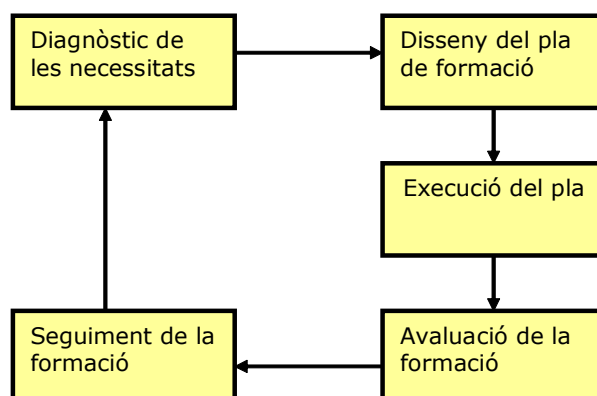 Diagnòstic de
les necessitats
Disseny del pla
de formació
Execució del pla
Avaluació de la
formació
Seguiment de la
formació